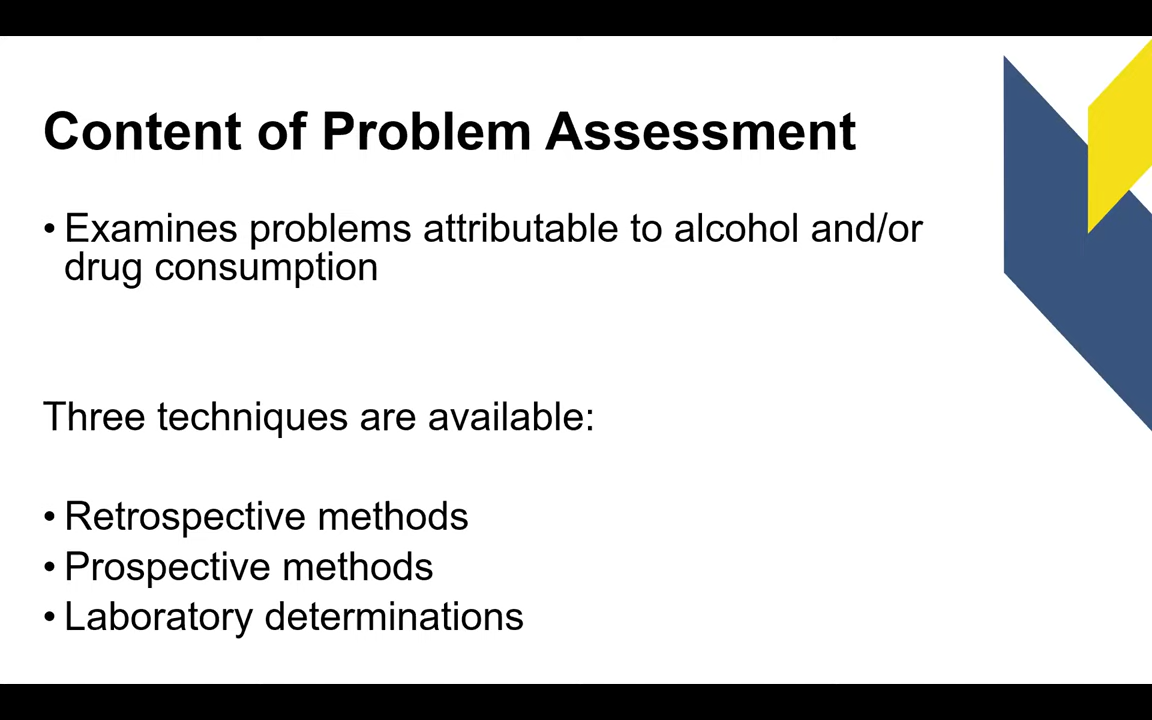 Content of Problem Assessment
• Examines problems attributable to alcohol and/or
drug consumption
Three techniques are available:
• Retrospective methods
• Prospective methods
• Laboratory determinations